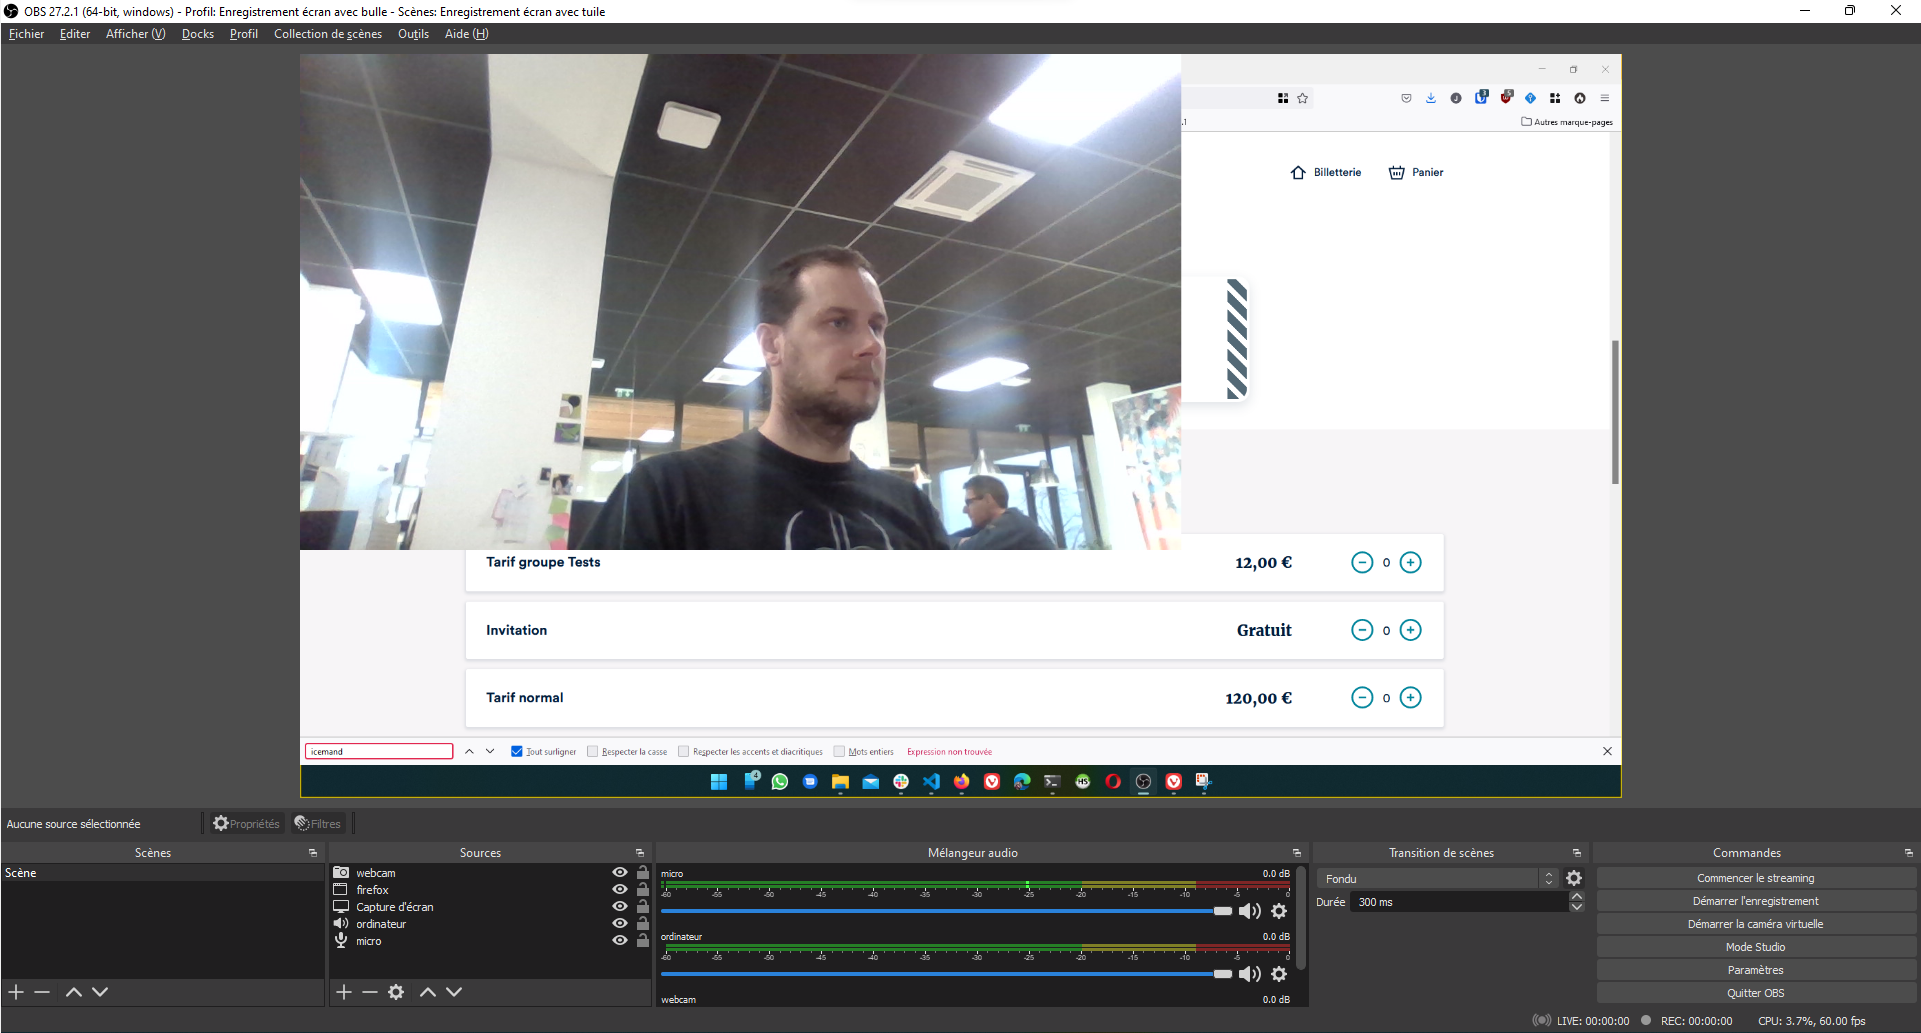 OBS 27.2.1 (64-bit, windows) - Profil: Enregistrement écran avec bulle - Scènes: Enregistrement écran avec tuile
Fichier Editer Afficher (V) Docks Profil Collection de scènes Outils Aide (H)
.1 Autres marque-pages
Billetterie Panier
Tarif groupe Tests 12,00 € 0
Invitation Gratuit 0
Tarif normal 120,00 € 0
icemand Tout surligner Respecter la casse Respecter les accents et diacritiques Mots entiers Expression non trouvée
Aucune source sélectionnée Propriétés Filtres
Scènes
Scène
Sources
webcam
firefox
Capture d'écran
ordinateur
micro
Mélangeur audio
micro 0.0 dB
-60 -55 -50 -45 -40 -35 -30 -25 -20 -15 -10 -5 0
ordinateur 0.0 dB
-60 -55 -50 -45 -40 -35 -30 -25 -20 -15 -10 -5 0
webcam 0.0 dB
Transition de scènes
Fondu
Durée 300 ms
Commandes
Commencer le streaming
Démarrer l'enregistrement
Démarrer la caméra virtuelle
Mode Studio
Paramètres
Quitter OBS
LIVE: 00:00:00 REC: 00:00:00 CPU: 3.7%, 60.00 fps